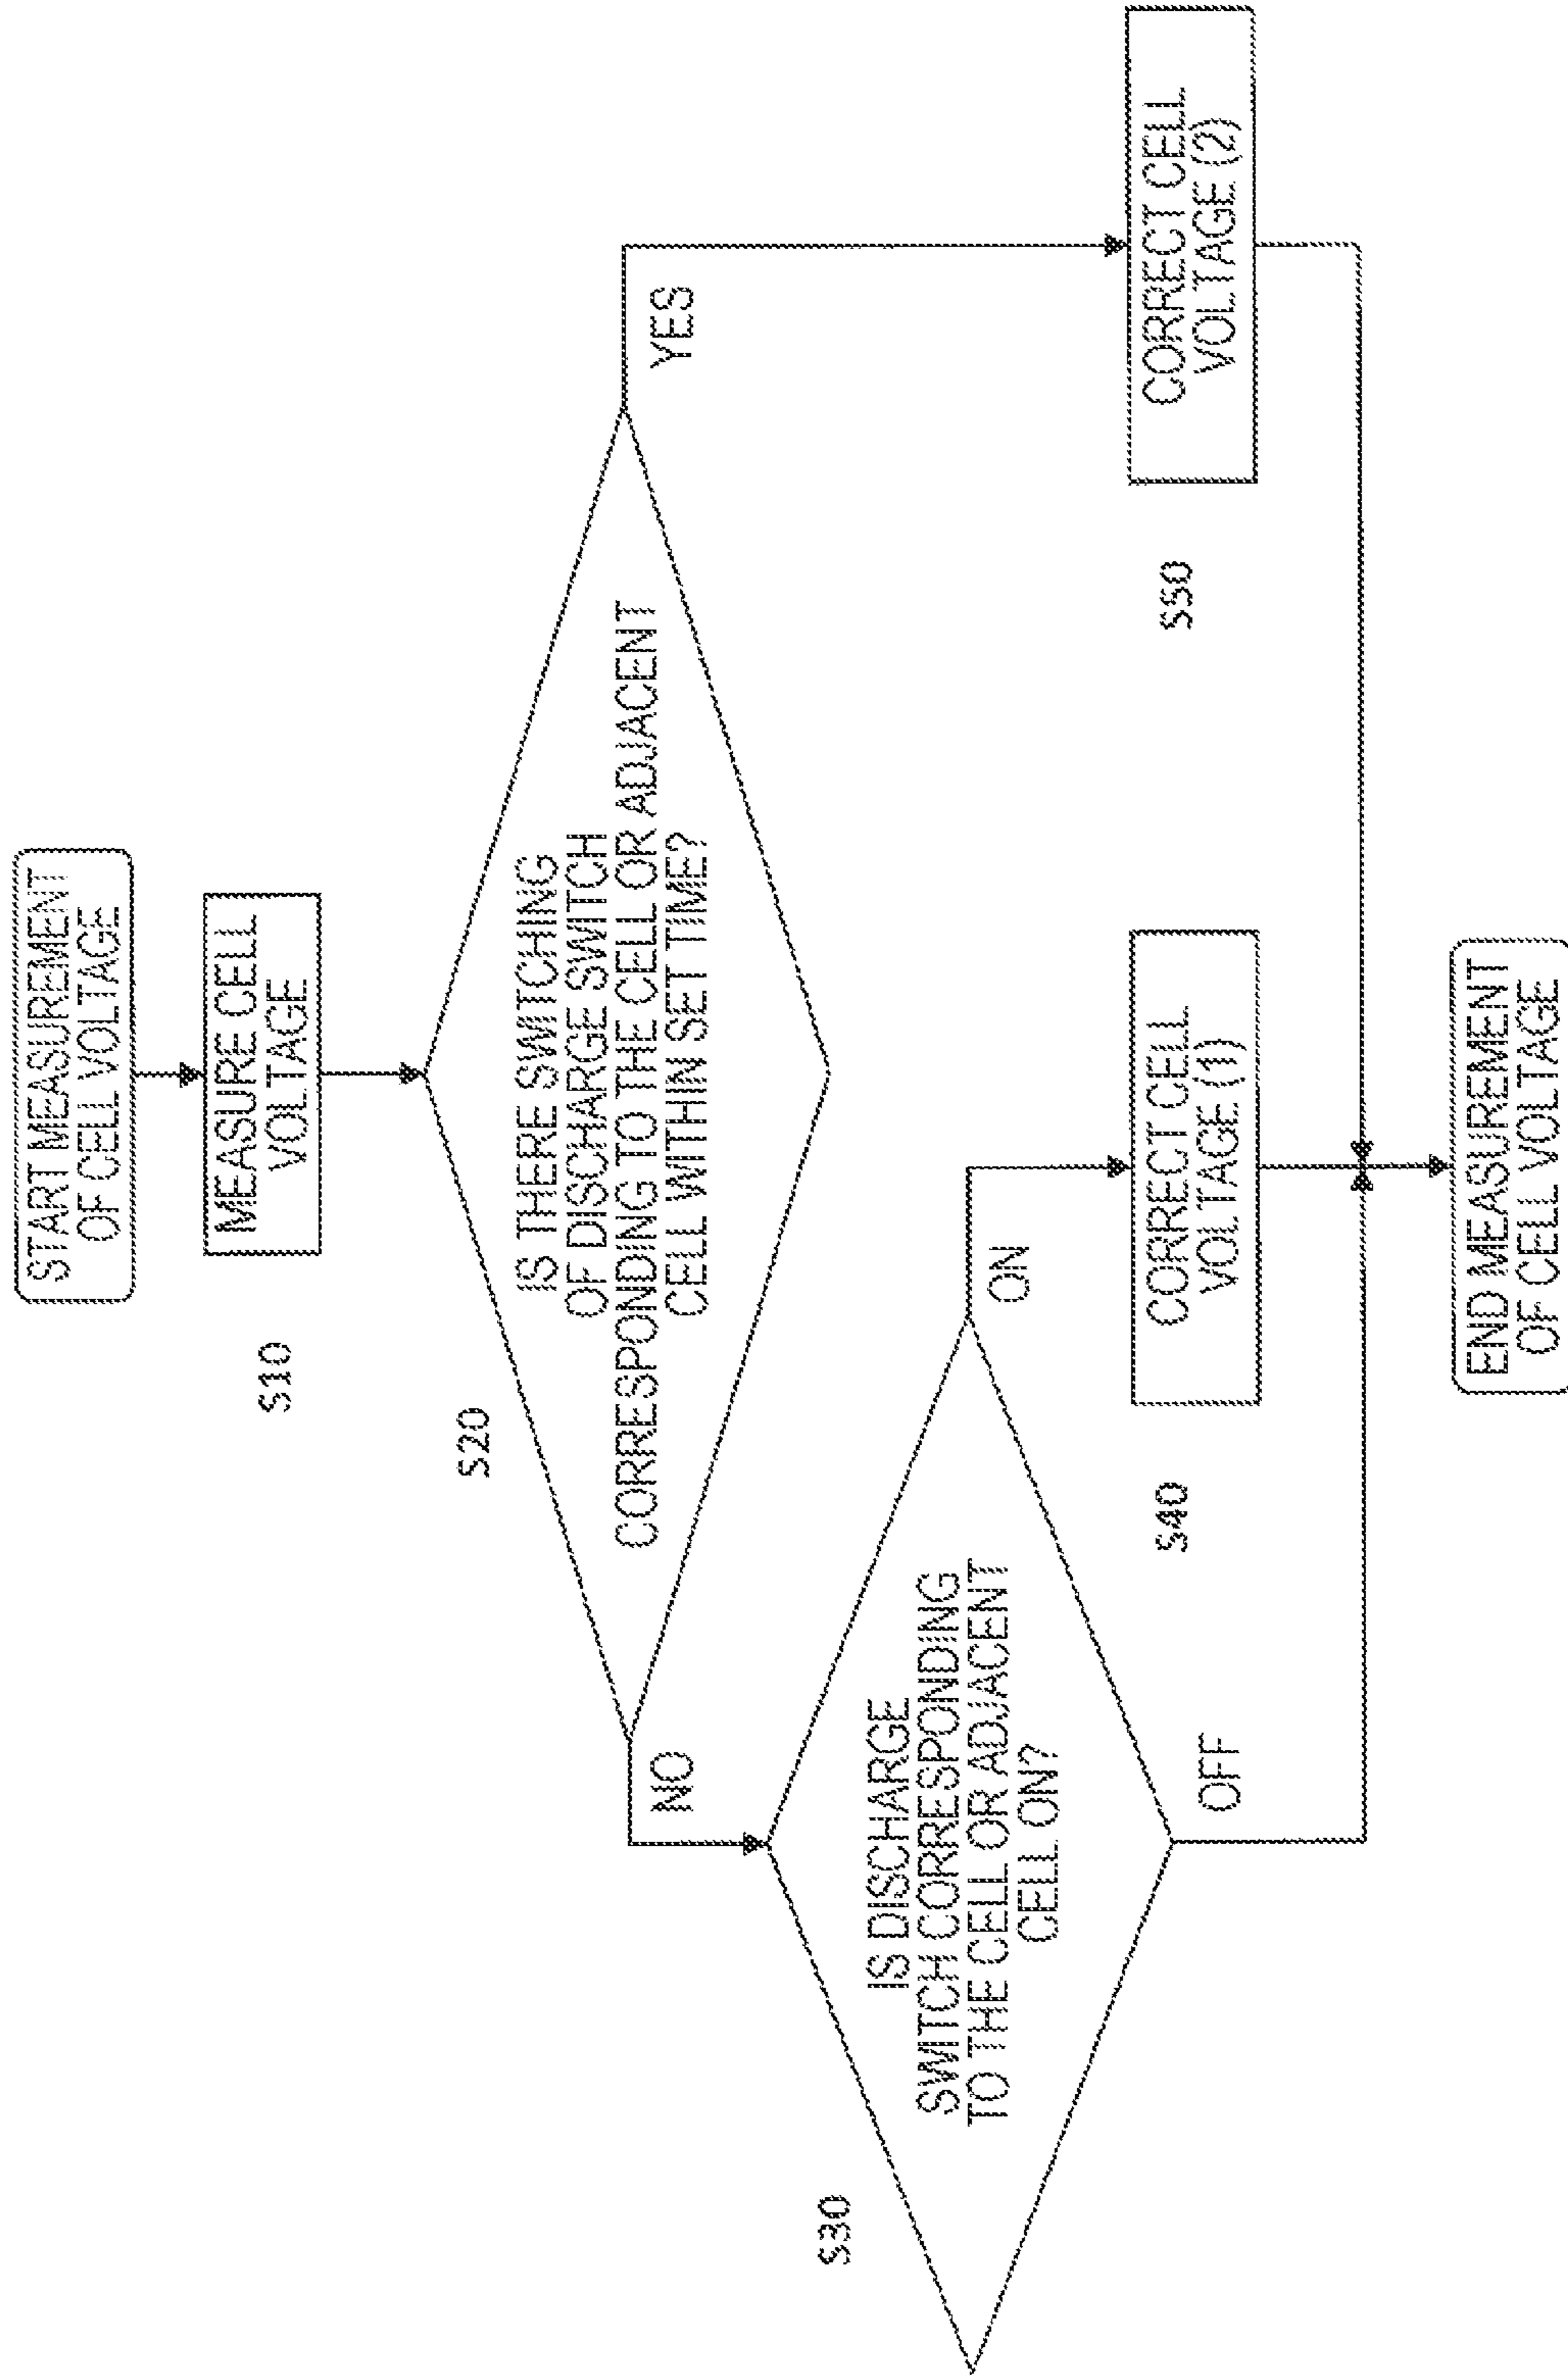 START MEASUREMENT
OF CELL VOLTAGE
S10
MEASURE CELL
VOLTAGE
S20
IS THERE SWITCHING
OF DISCHARGE SWITCH
CORRESPONDING TO THE CELL OR ADJACENT
CELL WITHIN SET TIME?
NO
YES
S30
IS DISCHARGE
SWITCH CORRESPONDING
TO THE CELL OR ADJACENT
CELL ON?
ON
OFF
S40
CORRECT CELL
VOLTAGE (1)
S50
CORRECT CELL
VOLTAGE (2)
END MEASUREMENT
OF CELL VOLTAGE